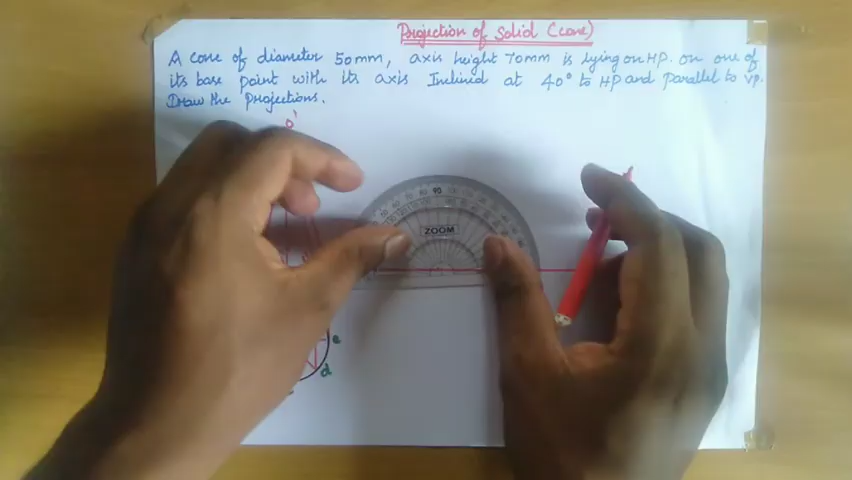 Projection of Solid (cone)
A Cone of diameter 50mm, axis height 70mm is lying on HP. on one of
its base point with its axis Inclined at 40° to HP and parallel to VP.
Draw the Projections.
o'
90
ZOOM
e
d